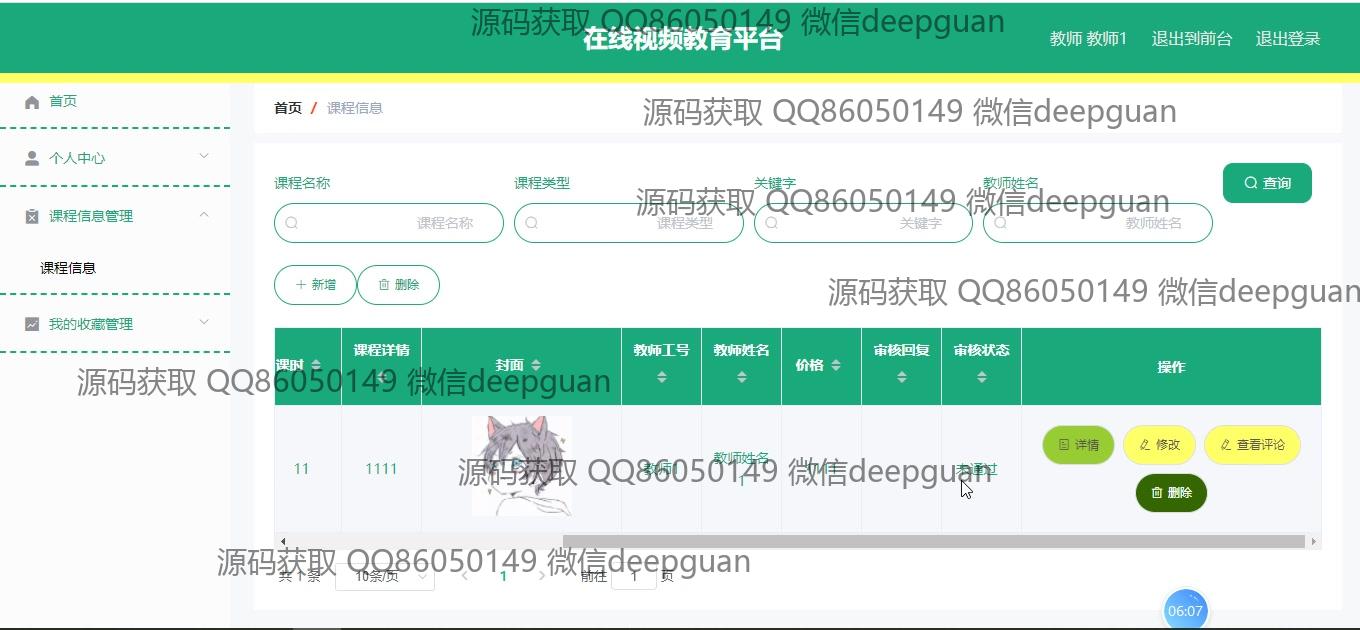 源码获取 QQ86050149 微信deepguan
在线视频教育平台
教师 教师1 退出到前台 退出登录
首页
个人中心
课程信息管理
课程信息
我的收藏管理
首页 / 课程信息
源码获取 QQ86050149 微信deepguan
课程名称 课程类型 关键字 教师姓名
查询
源码获取 QQ86050149 微信deepguan
课程名称 课程类型 关键字 教师姓名
新增 删除
源码获取 QQ86050149 微信deepguan
课时 课程详情 封面 教师工号 教师姓名 价格 审核回复 审核状态 操作
源码获取 QQ86050149 微信deepguan
11 1111 教师1 教师姓名1 未通过
详情 修改 查看评论
删除
源码获取 QQ86050149 微信deepguan
源码获取 QQ86050149 微信deepguan
共 1 条 10条/页 1 前往 1 页
06:07